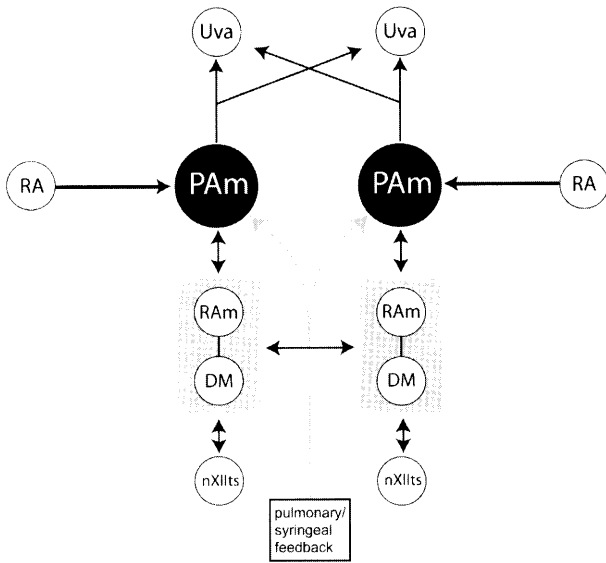 Uva
Uva
RA
PAm
PAm
RA
RAm
RAm
DM
DM
nXIIts
nXIIts
pulmonary/
syringeal
feedback